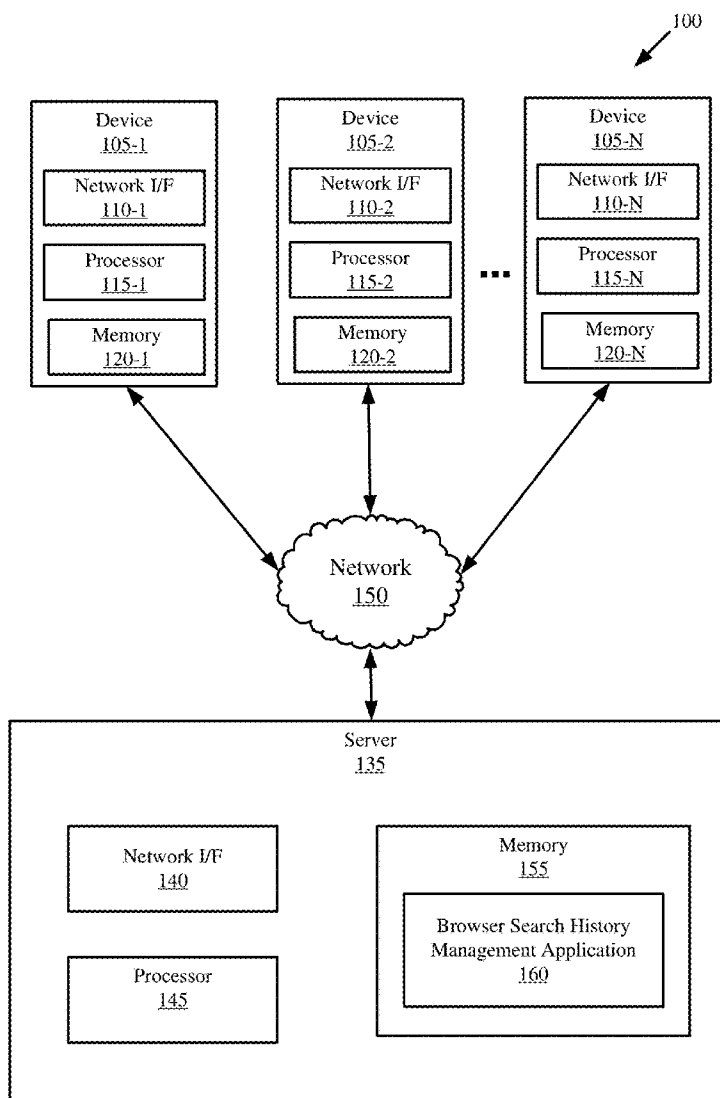 100
Device
105-1
Network I/F
110-1
Processor
115-1
Memory
120-1
Device
105-2
Network I/F
110-2
Processor
115-2
Memory
120-2
...
Device
105-N
Network I/F
110-N
Processor
115-N
Memory
120-N
Network
150
Server
135
Network I/F
140
Processor
145
Memory
155
Browser Search History
Management Application
160